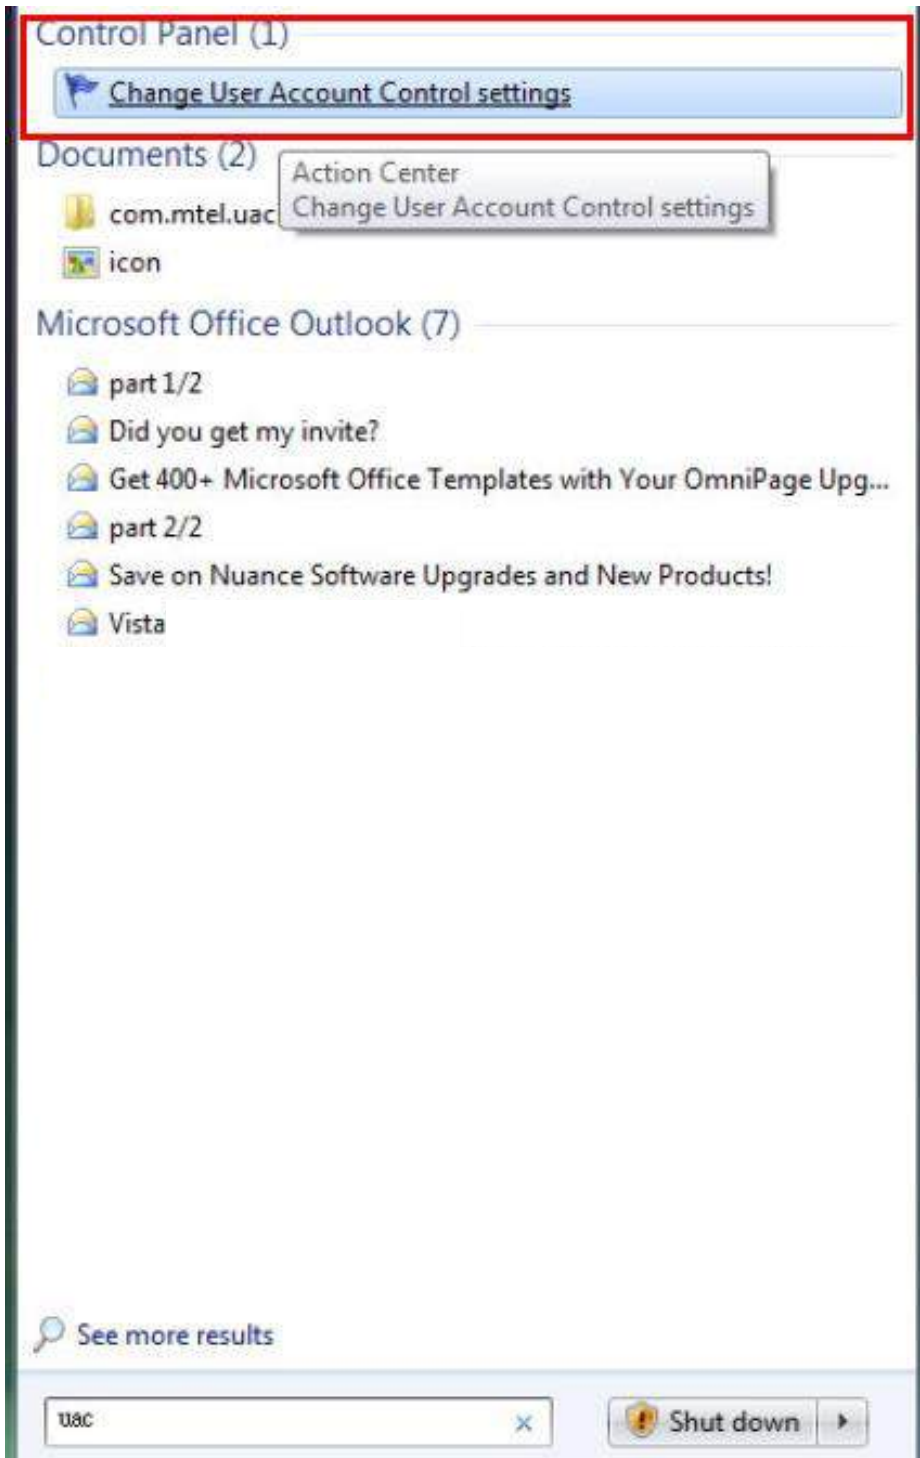 Control Panel (1)
Change User Account Control settings
Documents (2)
Action Center
Change User Account Control settings
com.mtel.uac
icon
Microsoft Office Outlook (7)
part 1/2
Did you get my invite?
Get 400+ Microsoft Office Templates with Your OmniPage Upg...
part 2/2
Save on Nuance Software Upgrades and New Products!
Vista
See more results
uac
Shut down